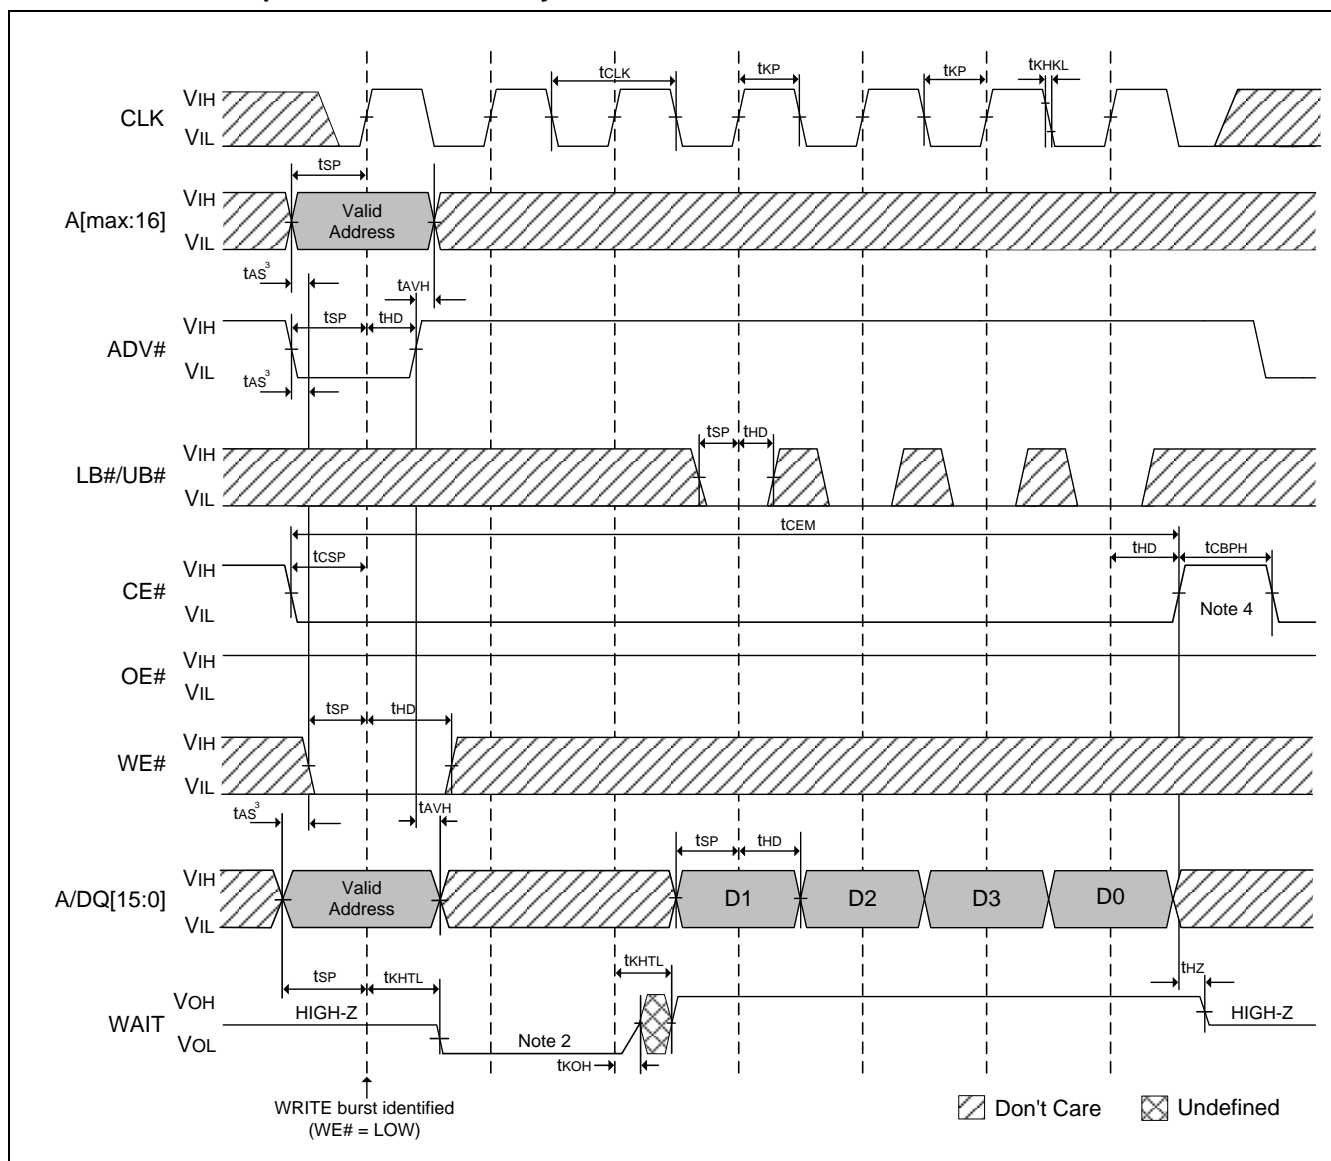 tCLK
tKP
tKP
tKHKL
VIH
CLK
VIL
tSP
VIH
A[max:16]
Valid
Address
VIL
tAS3
tAVH
tSP
tHD
VIH
ADV#
VIL
tAS3
tSP
tHD
VIH
LB#/UB#
VIL
tCEM
tCSP
tHD
tCBPH
VIH
CE#
Note 4
VIL
VIH
OE#
VIL
tSP
tHD
VIH
WE#
VIL
tAS3
tAVH
tSP
tHD
VIH
A/DQ[15:0]
Valid
Address
D1
D2
D3
D0
VIL
tSP
tKHTL
tKHTL
tHZ
VOH
HIGH-Z
HIGH-Z
WAIT
VOL
Note 2
tKOH
WRITE burst identified
(WE# = LOW)
Don't Care
Undefined